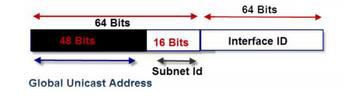 64 Bits
64 Bits
48 Bits
16 Bits
Interface ID
Subnet Id
Global Unicast Address